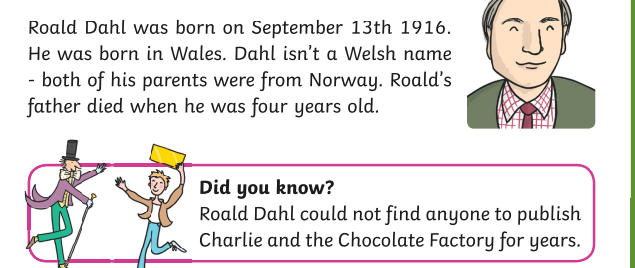 Roald Dahl was born on September 13th 1916.
He was born in Wales. Dahl isn't a Welsh name
- both of his parents were from Norway. Roald's
father died when he was four years old.
Did you know?
Roald Dahl could not find anyone to publish
Charlie and the Chocolate Factory for years.